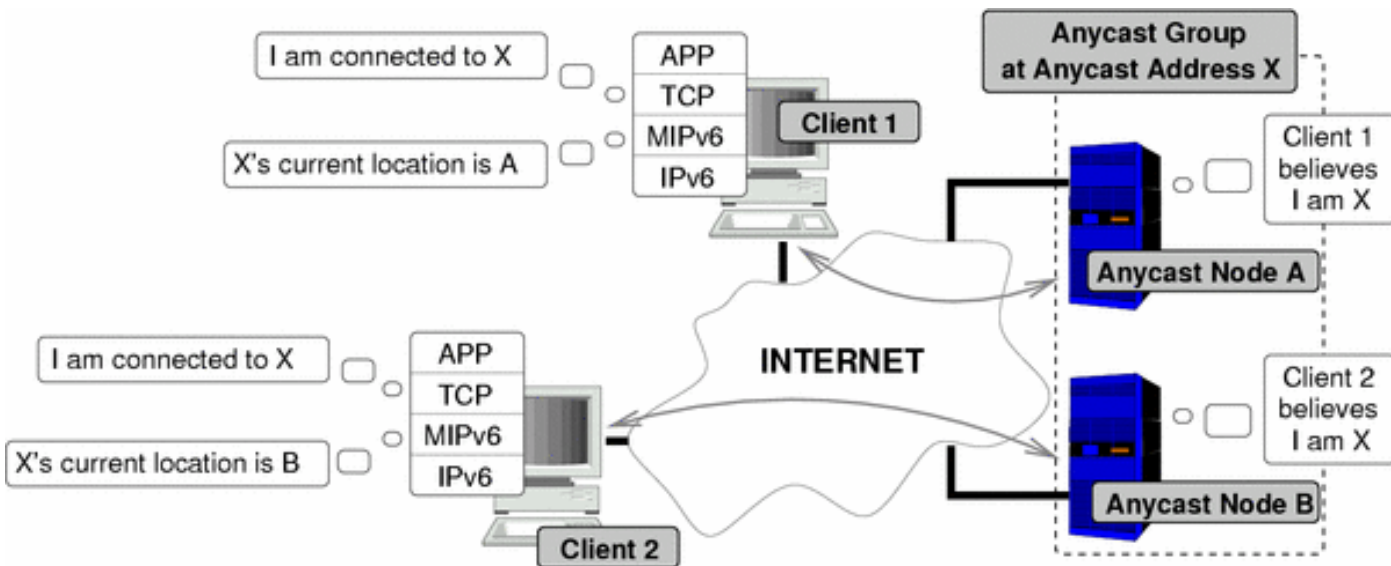 I am connected to X
X's current location is A
APP
TCP
MIPv6
IPv6
Client 1
Anycast Group
at Anycast Address X
Client 1
believes
I am X
Anycast Node A
INTERNET
I am connected to X
X's current location is B
APP
TCP
MIPv6
IPv6
Client 2
Client 2
believes
I am X
Anycast Node B